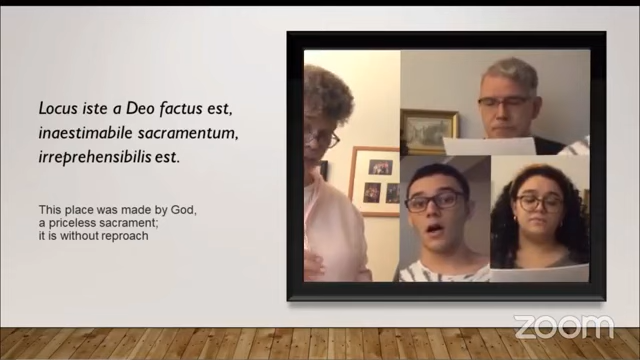 Locus iste a Deo factus est,
inaestimabile sacramentum,
irreprehensibilis est.
This place was made by God,
a priceless sacrament;
it is without reproach
zoom